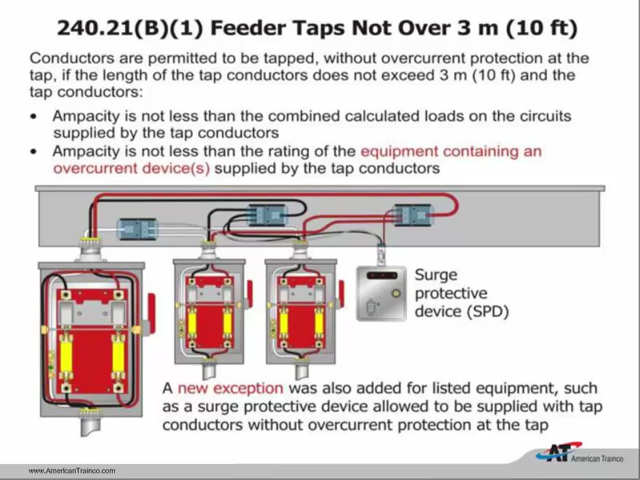 240.21(B)(1) Feeder Taps Not Over 3 m (10 ft)
Conductors are permitted to be tapped, without overcurrent protection at the
tap, if the length of the tap conductors does not exceed 3 m (10 ft) and the
tap conductors:
• Ampacity is not less than the combined calculated loads on the circuits
supplied by the tap conductors
• Ampacity is not less than the rating of the equipment containing an
overcurrent device(s) supplied by the tap conductors
Surge
protective
device (SPD)
A new exception was also added for listed equipment, such
as a surge protective device allowed to be supplied with tap
conductors without overcurrent protection at the tap
AT American Trainco
www.AmericanTrainco.com